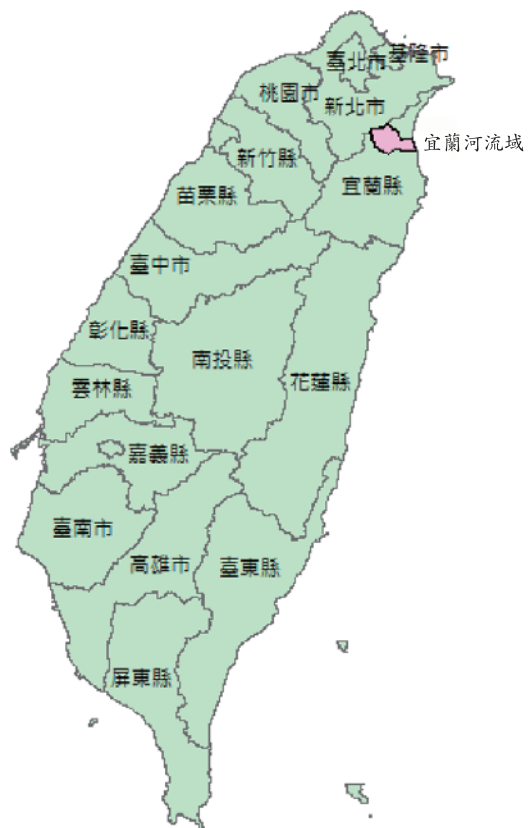 基隆市
臺北市
桃園市
新北市
宜蘭河流域
新竹縣
宜蘭縣
苗栗縣
臺中市
彰化縣
南投縣
花蓮縣
雲林縣
嘉義縣
臺南市
高雄市
臺東縣
屏東縣